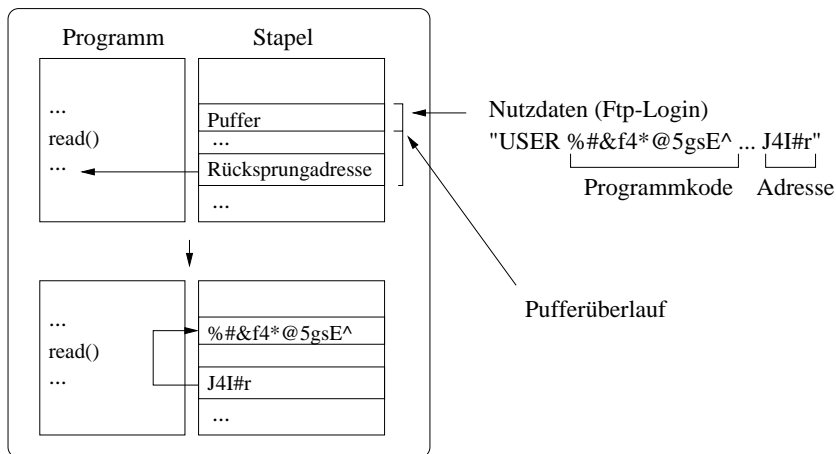 Programm
Stapel
...
read()
...
Puffer
...
Rücksprungadresse
...
Nutzdaten (Ftp-Login)
"USER %#&f4*@5gsE^ ... J4I#r"
Programmkode
Adresse
Pufferüberlauf
...
read()
...
%#&f4*@5gsE^
J4I#r
...